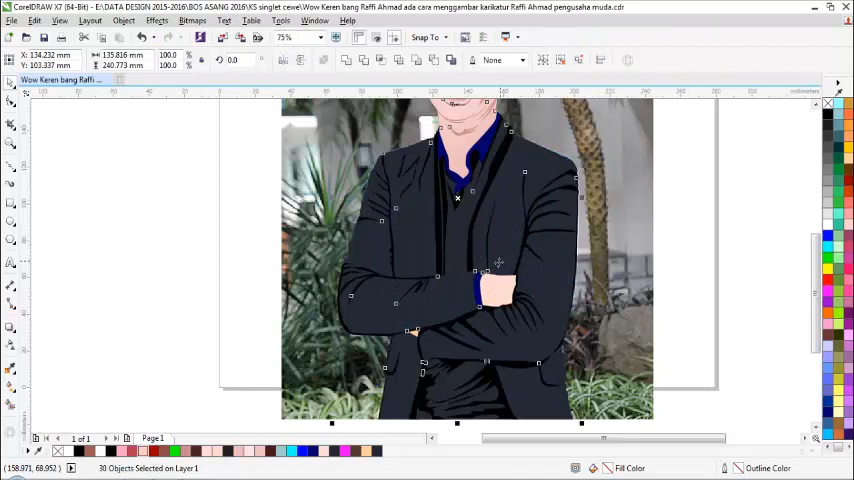 CorelDRAW X7 (64-Bit) - E:\DATA DESIGN 2015-2016\BOS ASANG 2016\KS singlet cewe\Wow Keren bang Raffi Ahmad ada cara menggambar karikatur Raffi Ahmad pengusaha muda.cdr
File Edit View Layout Object Effects Bitmaps Text Table Tools Window Help
75% Snap To
X: 134.232 mm 135.816 mm 100.0 %
Y: 103.337 mm 240.773 mm 100.0 %
0.0 None
Wow Keren bang Raffi ...
millimeters
1 of 1 Page 1
(158.971, 68.952) 30 Objects Selected on Layer 1 Fill Color Outline Color